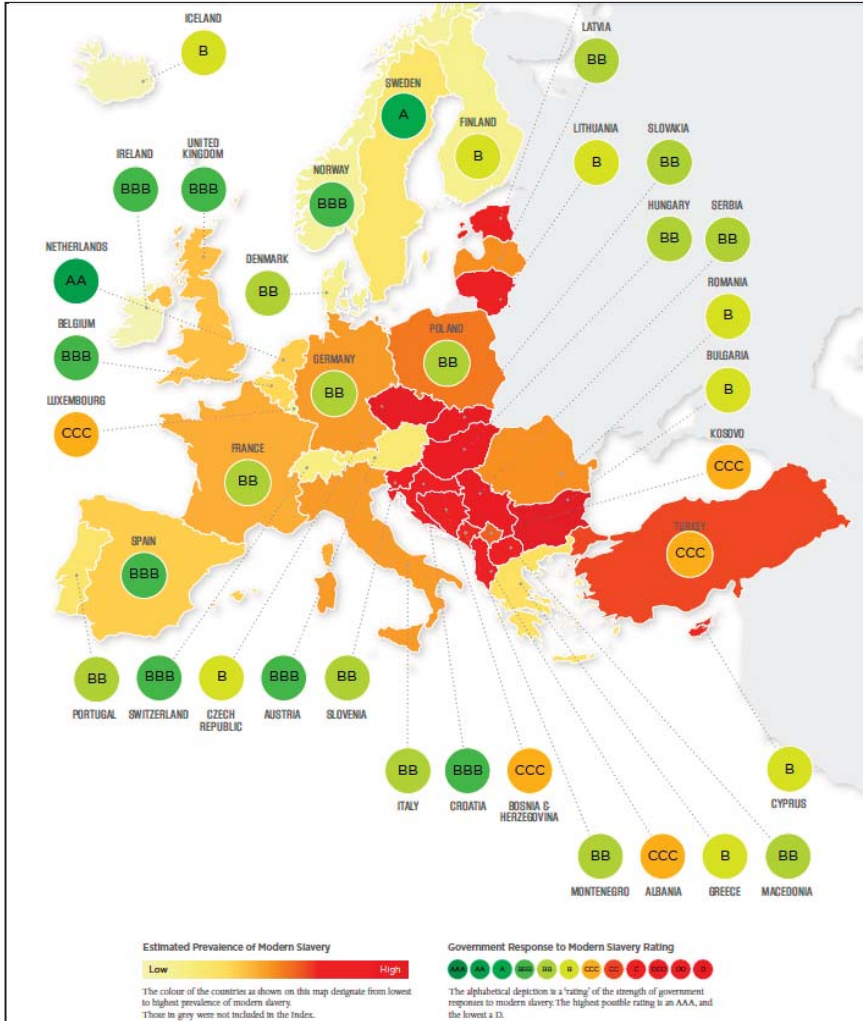 ICELAND
B
LATVIA
BB
SWEDEN
A
FINLAND
B
LITHUANIA
B
SLOVAKIA
BB
IRELAND
BBB
UNITED
KINGDOM
BBB
NORWAY
BBB
HUNGARY
BB
SERBIA
BB
NETHERLANDS
AA
DENMARK
BB
ROMANIA
B
BELGIUM
BBB
GERMANY
BB
POLAND
BB
BULGARIA
B
LUXEMBOURG
CCC
FRANCE
BB
KOSOVO
CCC
SPAIN
BBB
TURKEY
CCC
BB
PORTUGAL
BBB
SWITZERLAND
B
CZECH
REPUBLIC
BBB
AUSTRIA
BB
SLOVENIA
BB
ITALY
BBB
CROATIA
CCC
BOSNIA &
HERZEGOVINA
B
CYPRUS
BB
MONTENEGRO
CCC
ALBANIA
B
GREECE
BB
MACEDONIA
Estimated Prevalence of Modern Slavery
Low High
The colour of the countries as shown on this map designate from lowest
to highest prevalence of modern slavery.
Those in grey were not included in the Index.
Government Response to Modern Slavery Rating
AAA AA A BBB BB B CCC CC C DDD DD D
The alphabetical depiction is a 'rating' of the strength of government
responses to modern slavery. The highest possible rating is an AAA, and
the lowest a D.